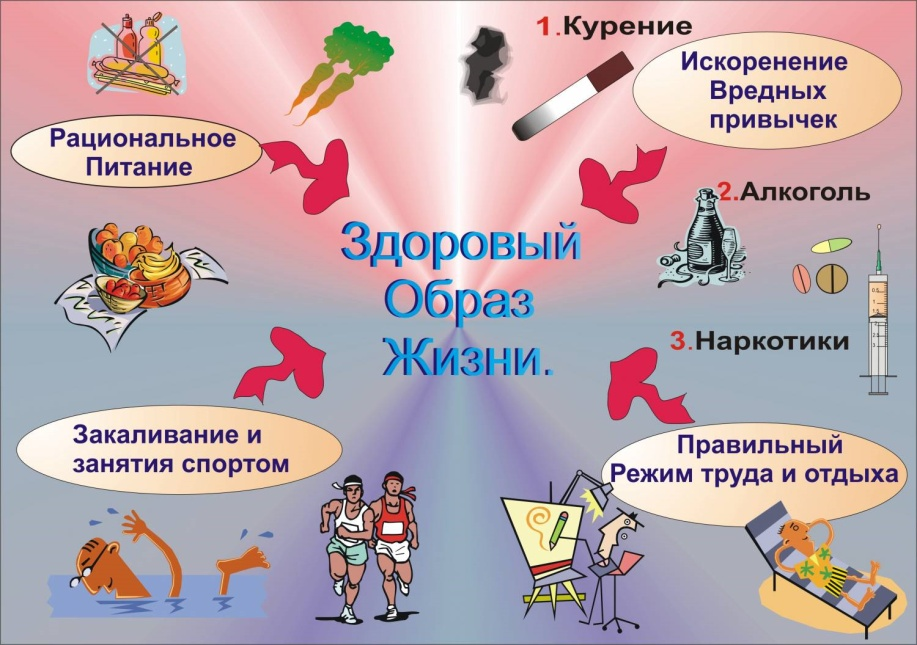 1.Курение
Искоренение
Вредных
привычек
Рациональное
Питание
2.Алкоголь
Здоровый
Образ
Жизни.
3.Наркотики
Закаливание и
занятия спортом
Правильный
Режим труда и отдыха